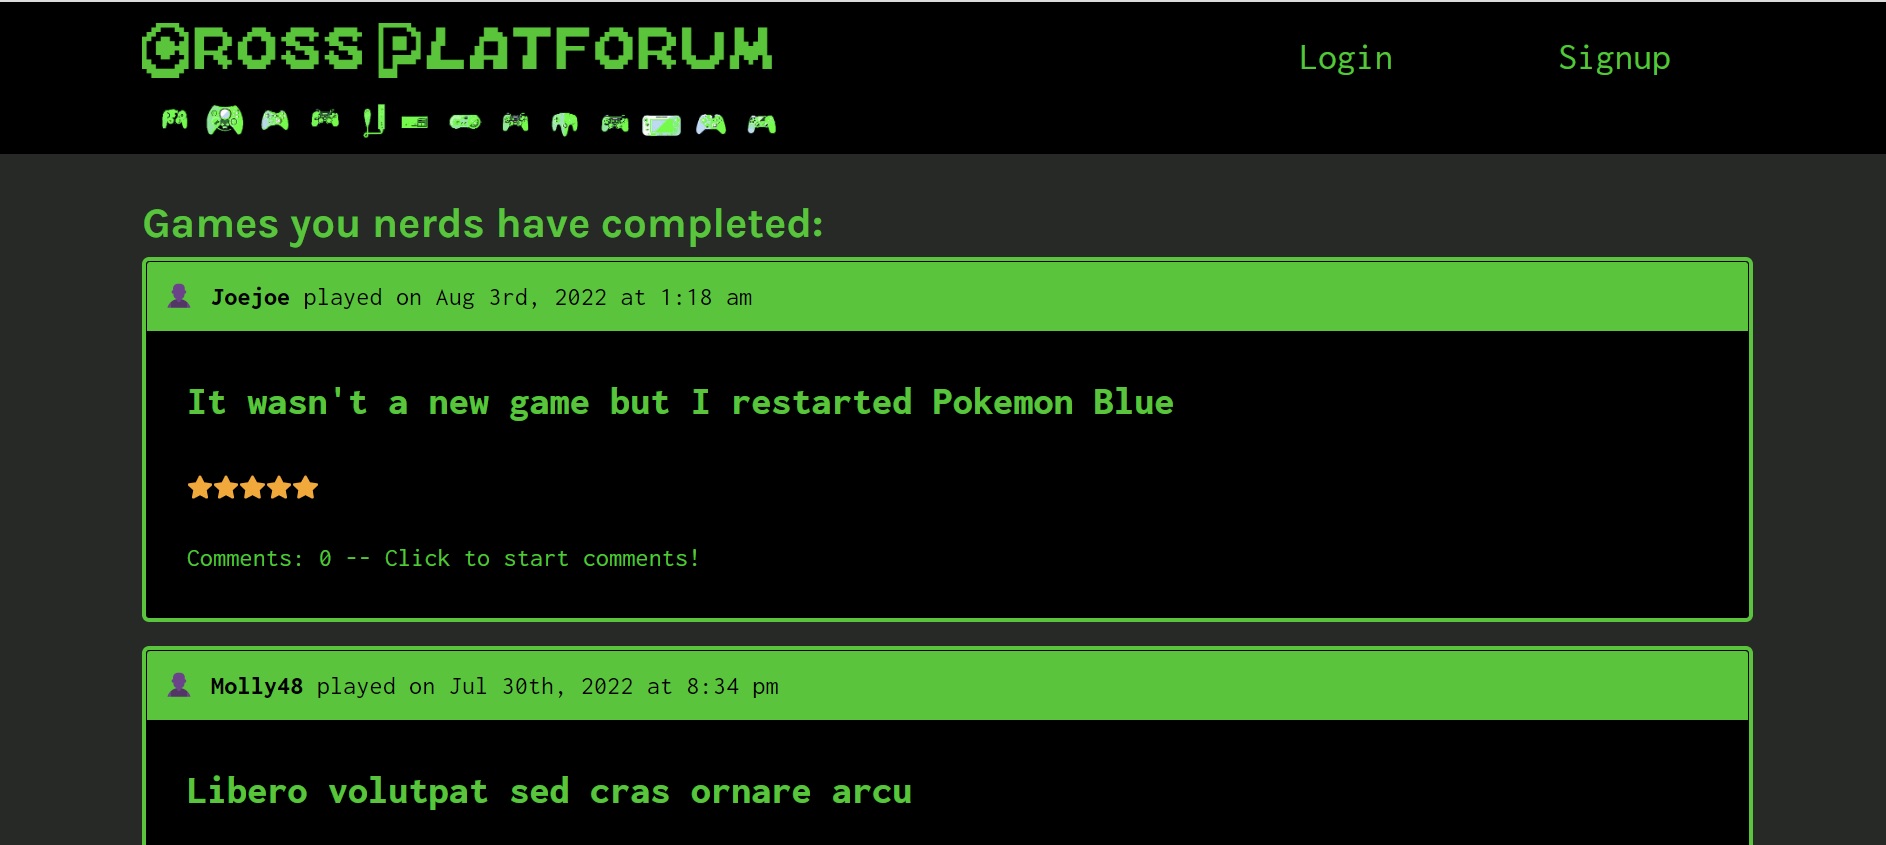 CROSS PLATFORUM
Login
Signup
Games you nerds have completed:
Joejoe played on Aug 3rd, 2022 at 1:18 am
It wasn't a new game but I restarted Pokemon Blue
Comments: 0 -- Click to start comments!
Molly48 played on Jul 30th, 2022 at 8:34 pm
Libero volutpat sed cras ornare arcu